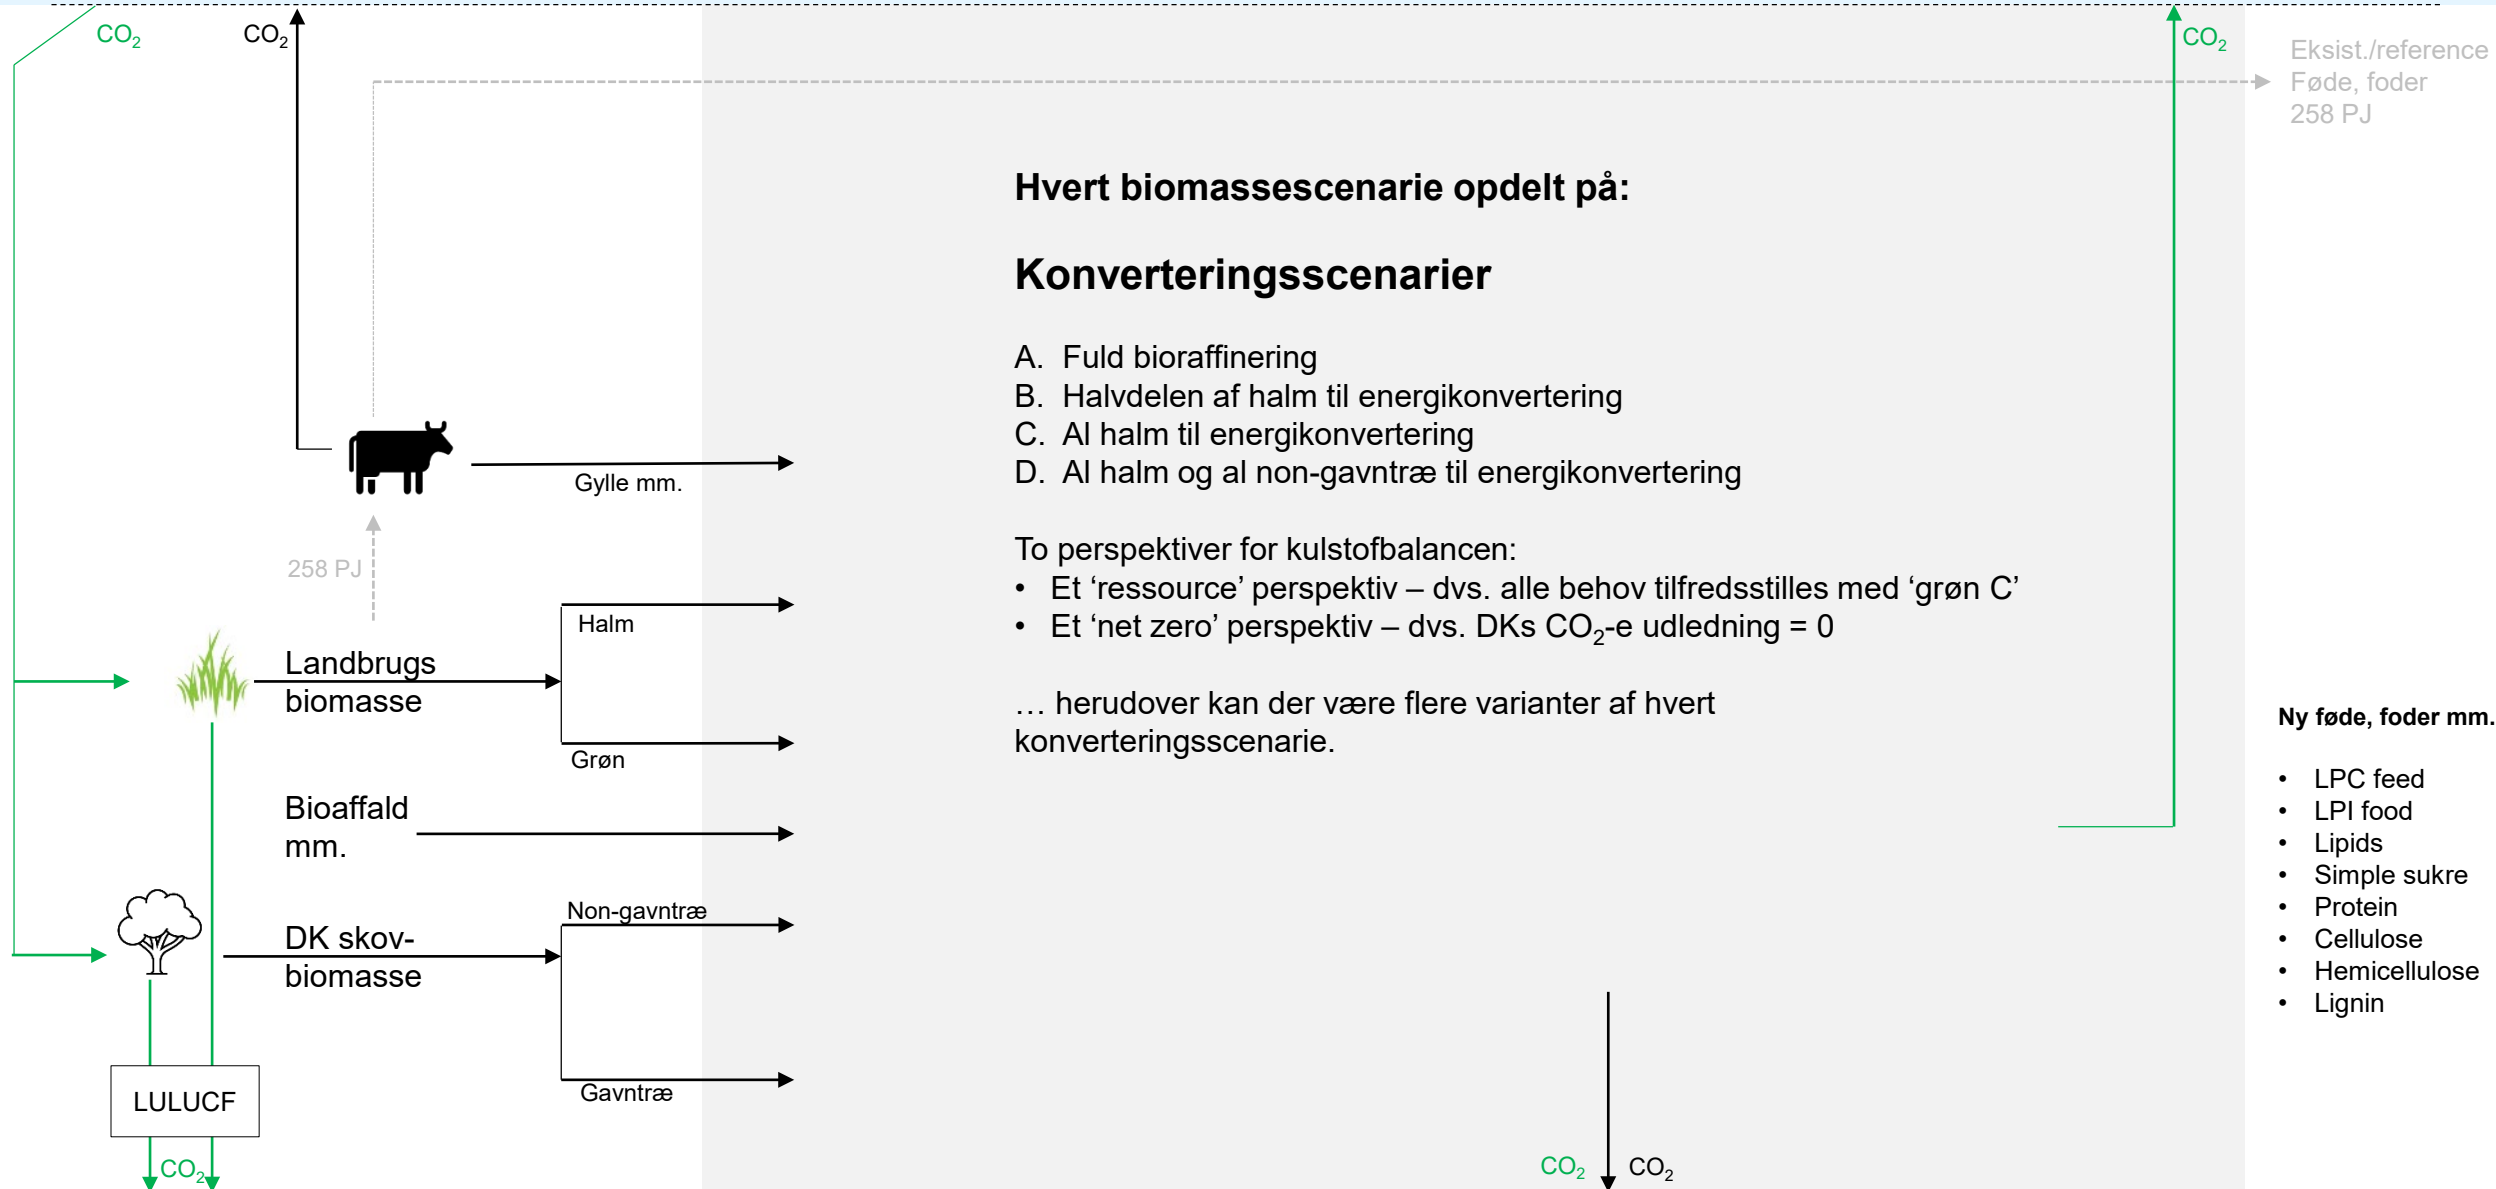 CO₂
CO₂
CO₂
Eksist./reference
Føde, foder
258 PJ
Hvert biomassescenarie opdelt på:
Konverteringsscenarier
A. Fuld bioraffinering
B. Halvdelen af halm til energikonvertering
C. Al halm til energikonvertering
D. Al halm og al non-gavntræ til energikonvertering
To perspektiver for kulstofbalancen:
• Et ‘ressource’ perspektiv – dvs. alle behov tilfredsstilles med ‘grøn C’
• Et ‘net zero’ perspektiv – dvs. DKs CO₂-e udledning = 0
… herudover kan der være flere varianter af hvert
konverteringsscenarie.
Gylle mm.
258 PJ
Halm
Landbrugs
biomasse
Grøn
Bioaffald
mm.
Non-gavntræ
DK skov-
biomasse
Gavntræ
LULUCF
CO₂
CO₂
CO₂
Ny føde, foder mm.
• LPC feed
• LPI food
• Lipids
• Simple sukre
• Protein
• Cellulose
• Hemicellulose
• Lignin